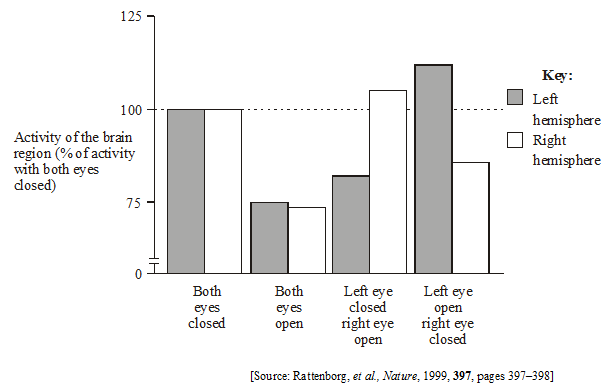 125
100
75
0
Activity of the brain
region (% of activity
with both eyes
closed)
Key:
Left
hemisphere
Right
hemisphere
Both
eyes
closed
Both
eyes
open
Left eye
closed
right eye
open
Left eye
open
right eye
closed
[Source: Rattenborg, et al., Nature, 1999, 397, pages 397–398]